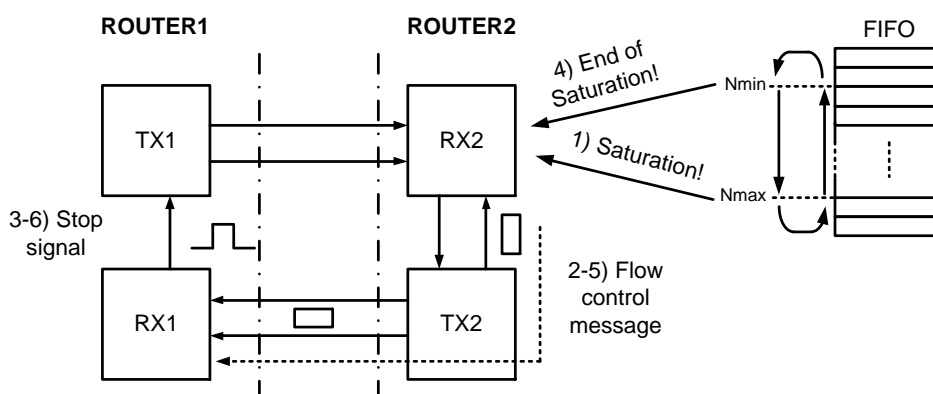 ROUTER1
ROUTER2
FIFO
4) End of
Saturation!
Nmin
TX1
RX2
1) Saturation!
Nmax
3-6) Stop
signal
2-5) Flow
control
message
RX1
TX2